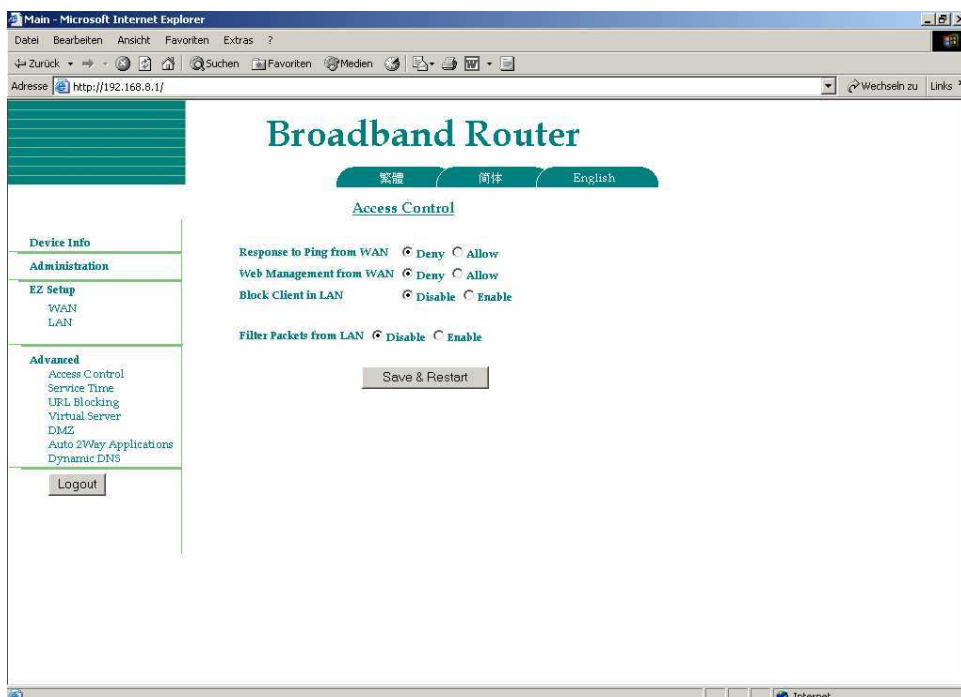 Main - Microsoft Internet Explorer
Datei Bearbeiten Ansicht Favoriten Extras ?
Zurück Suchen Favoriten Medien
Adresse http://192.168.8.1/ Wechseln zu Links
Broadband Router
繁體 简体 English
Access Control
Device Info
Administration
EZ Setup
WAN
LAN
Advanced
Access Control
Service Time
URL Blocking
Virtual Server
DMZ
Auto 2Way Applications
Dynamic DNS
Logout
Response to Ping from WAN Deny Allow
Web Management from WAN Deny Allow
Block Client in LAN Disable Enable
Filter Packets from LAN Disable Enable
Save & Restart
Internet